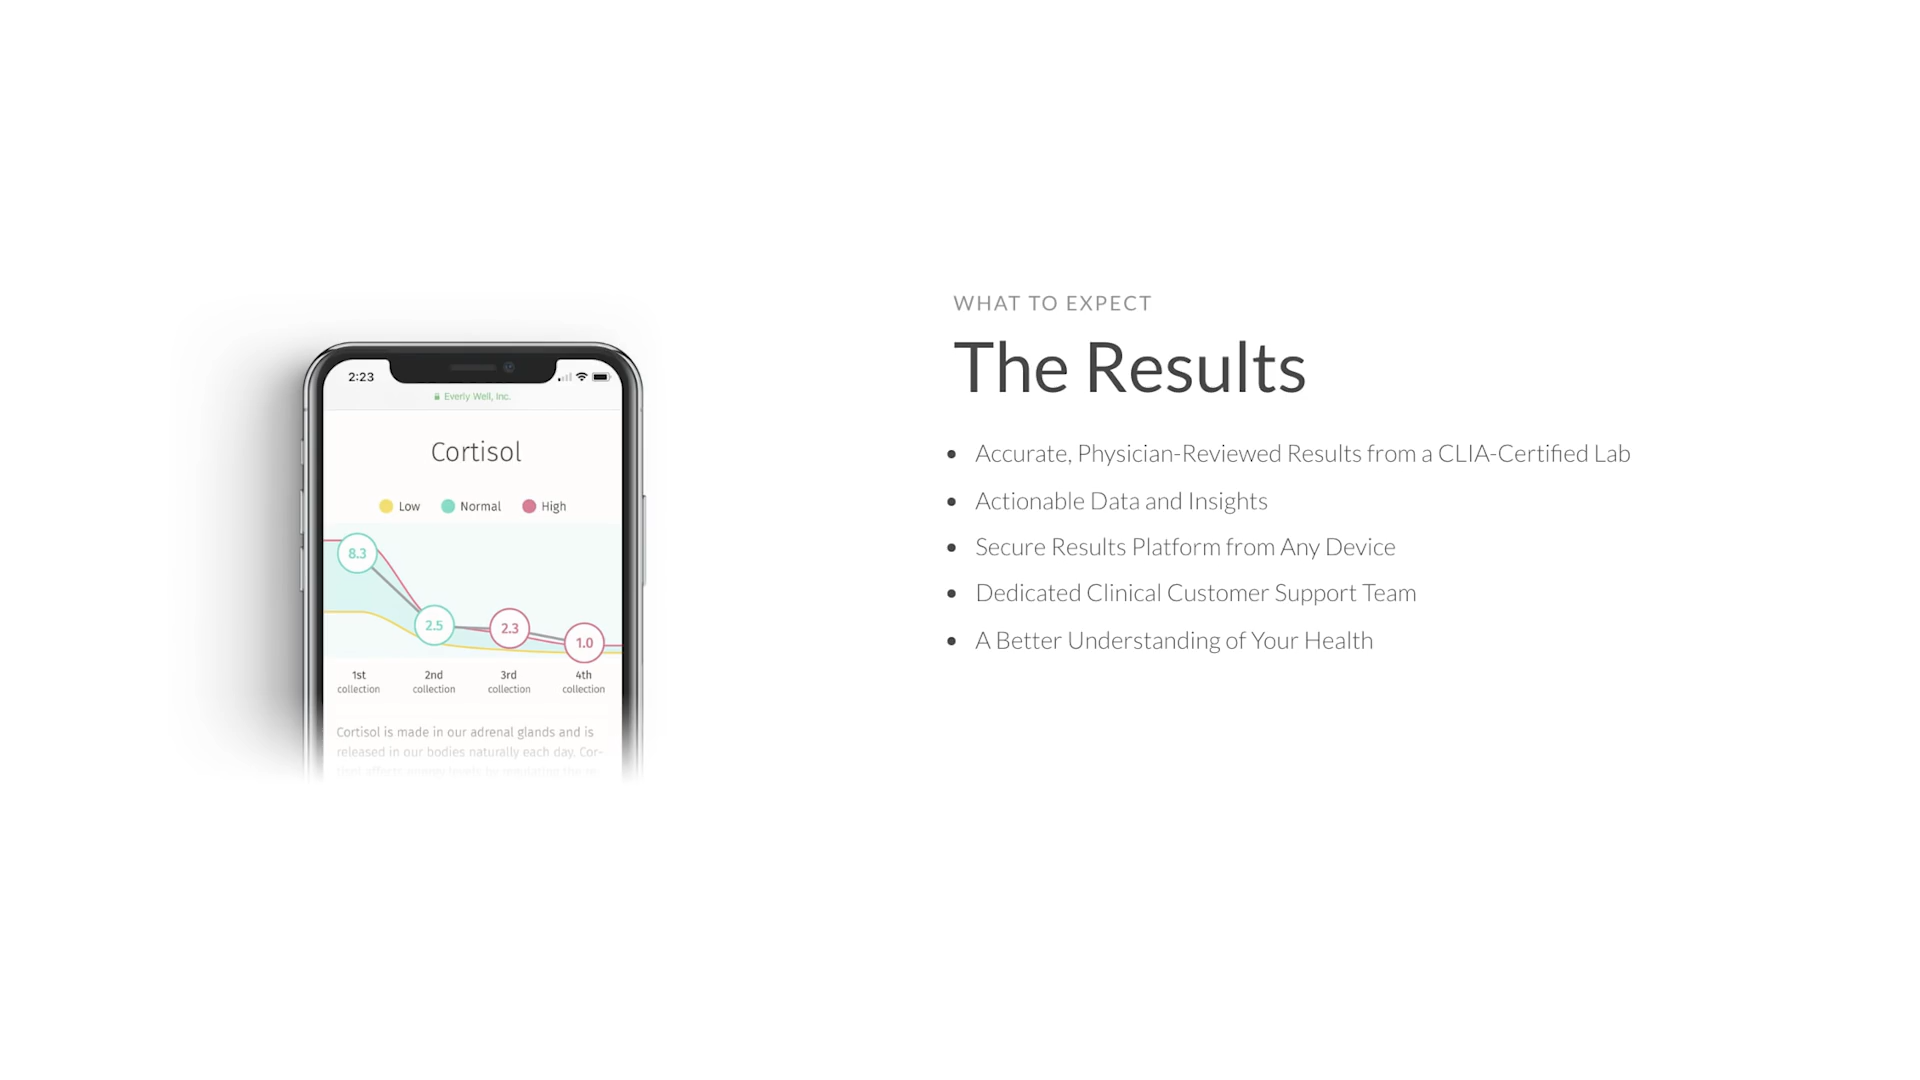 2:23
Everly Well, Inc.
Cortisol
Low Normal High
8.3
2.5
2.3
1.0
1st 2nd 3rd 4th
collection collection collection collection
Cortisol is made in our adrenal glands and is
released in our bodies naturally each day. Cor-
WHAT TO EXPECT
The Results
• Accurate, Physician-Reviewed Results from a CLIA-Certified Lab
• Actionable Data and Insights
• Secure Results Platform from Any Device
• Dedicated Clinical Customer Support Team
• A Better Understanding of Your Health